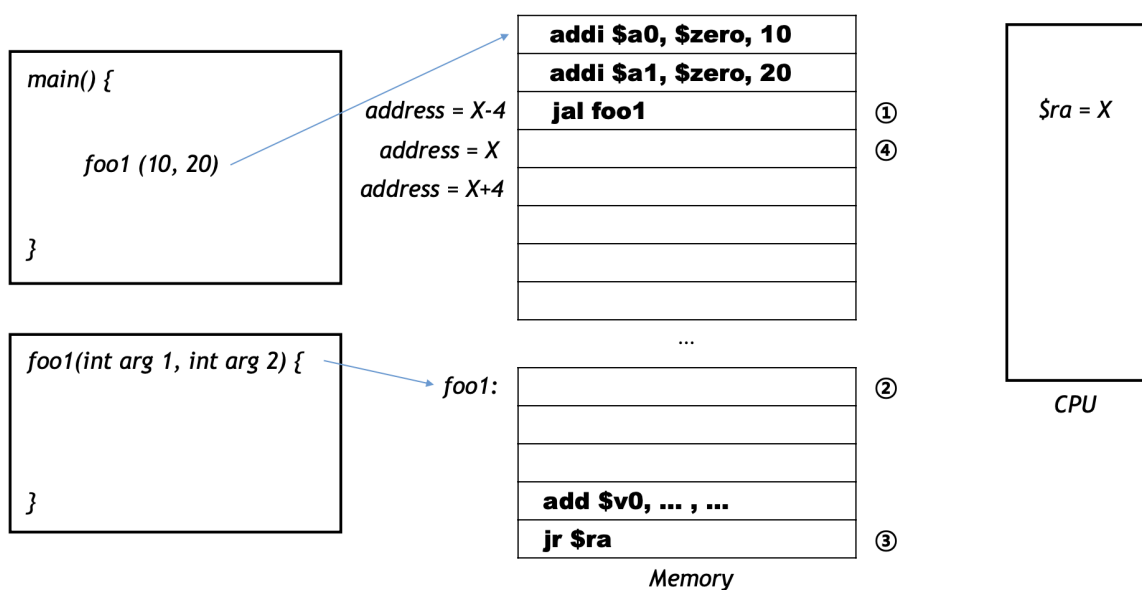 main() {
foo1 (10, 20)
}
foo1(int arg 1, int arg 2) {
}
addi $a0, $zero, 10
addi $a1, $zero, 20
address = X-4 jal foo1 ①
address = X ④
address = X+4
...
foo1: ②
add $v0, ... , ...
jr $ra ③
Memory
$ra = X
CPU